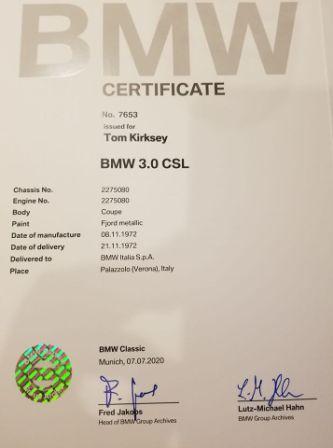 BMW
CERTIFICATE
No. 7653
issued for
Tom Kirksey
BMW 3.0 CSL
Chassis No. 2275080
Engine No. 2275080
Body Coupe
Paint Fjord metallic
Date of manufacture 08.11.1972
Date of delivery 21.11.1972
Delivered to BMW Italia S.p.A.
Place Palazzolo (Verona), Italy
BMW Classic
Munich, 07.07.2020
Fred Jakobs
Head of BMW Group Archives
Lutz-Michael Hahn
BMW Group Archives